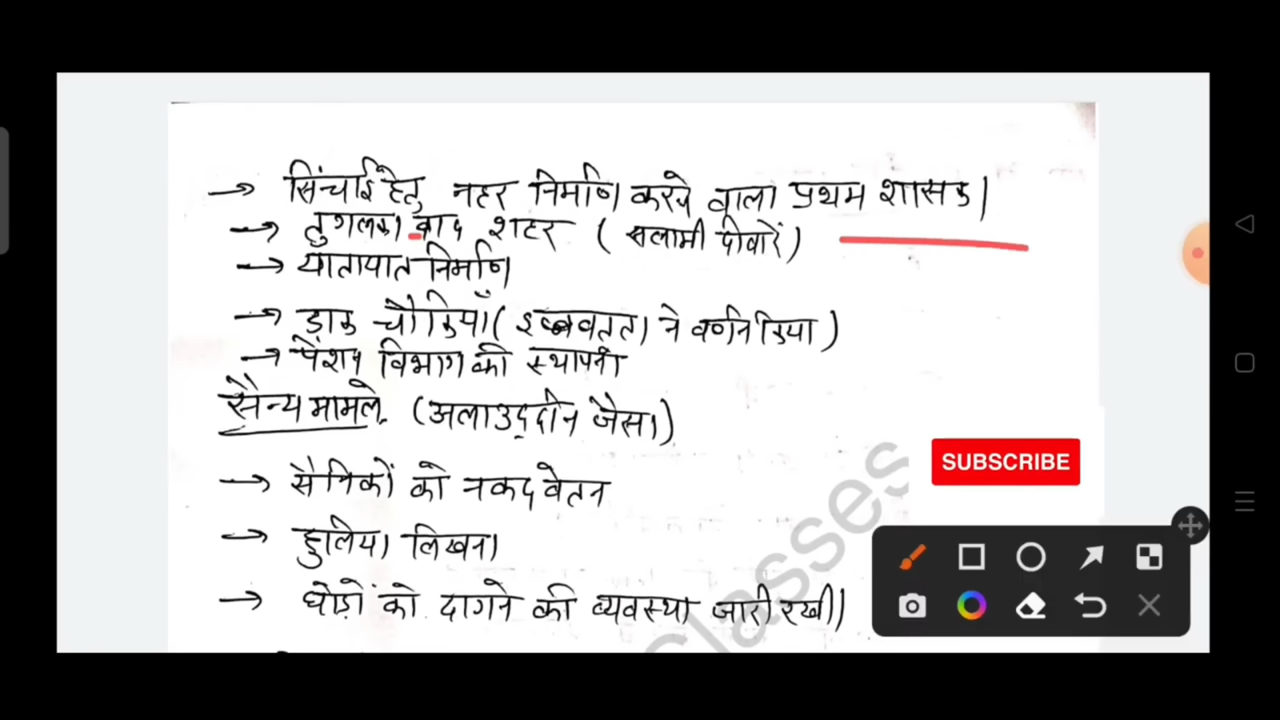 → सिंचाई हेतु नहर निर्माण करने वाला प्रथम शासक।
→ तुगलकाबाद शहर ( सलामी दीवारें)
→ यातायात निर्माण
→ डाक चौकियाँ ( इब्नबतूता ने वर्णन किया )
→ पेंशन विभाग की स्थापना
सैन्य मामले. (अलाउद्दीन जैसा)
→ सैनिकों को नकद वेतन
SUBSCRIBE
→ हुलिया लिखना
→ घोड़ों को दागने की व्यवस्था जारी रखी।
Classes